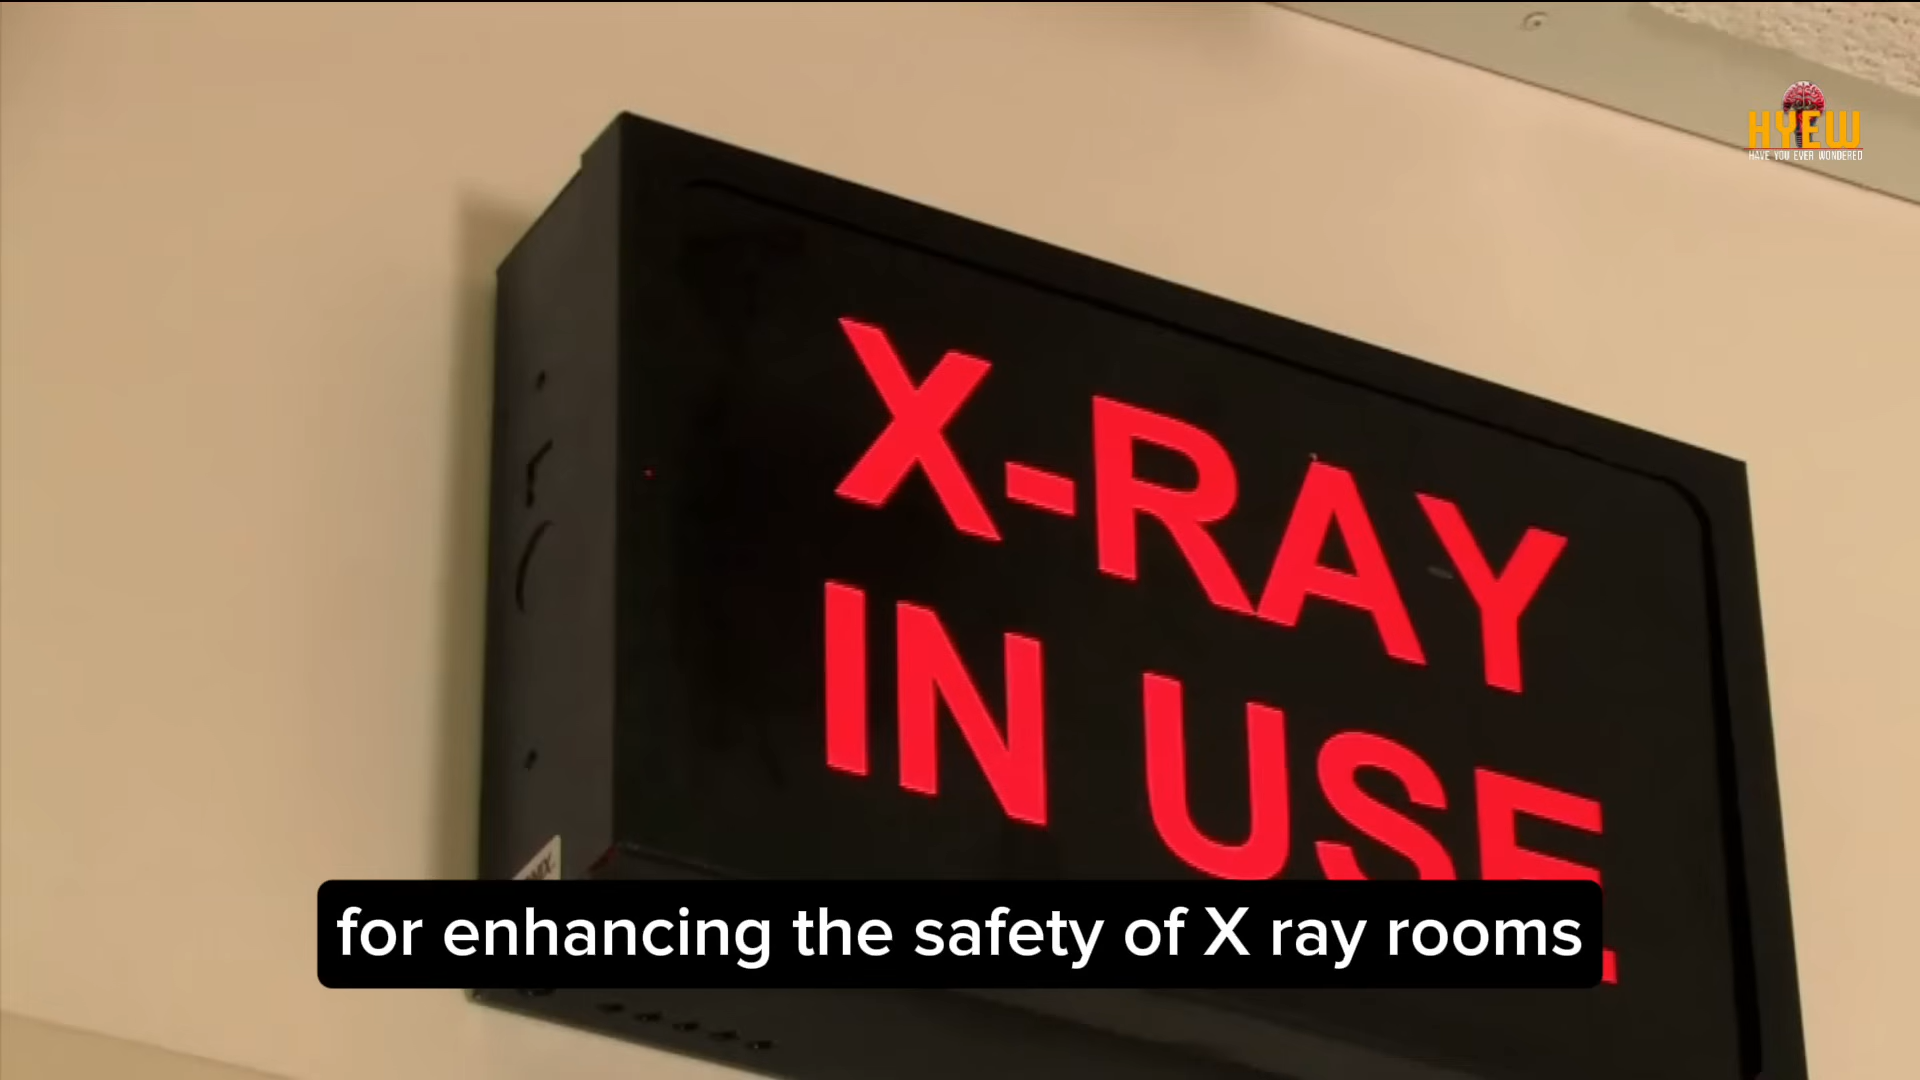 HYEW
HAVE YOU EVER WONDERED
X-RAY
IN USE
for enhancing the safety of X ray rooms